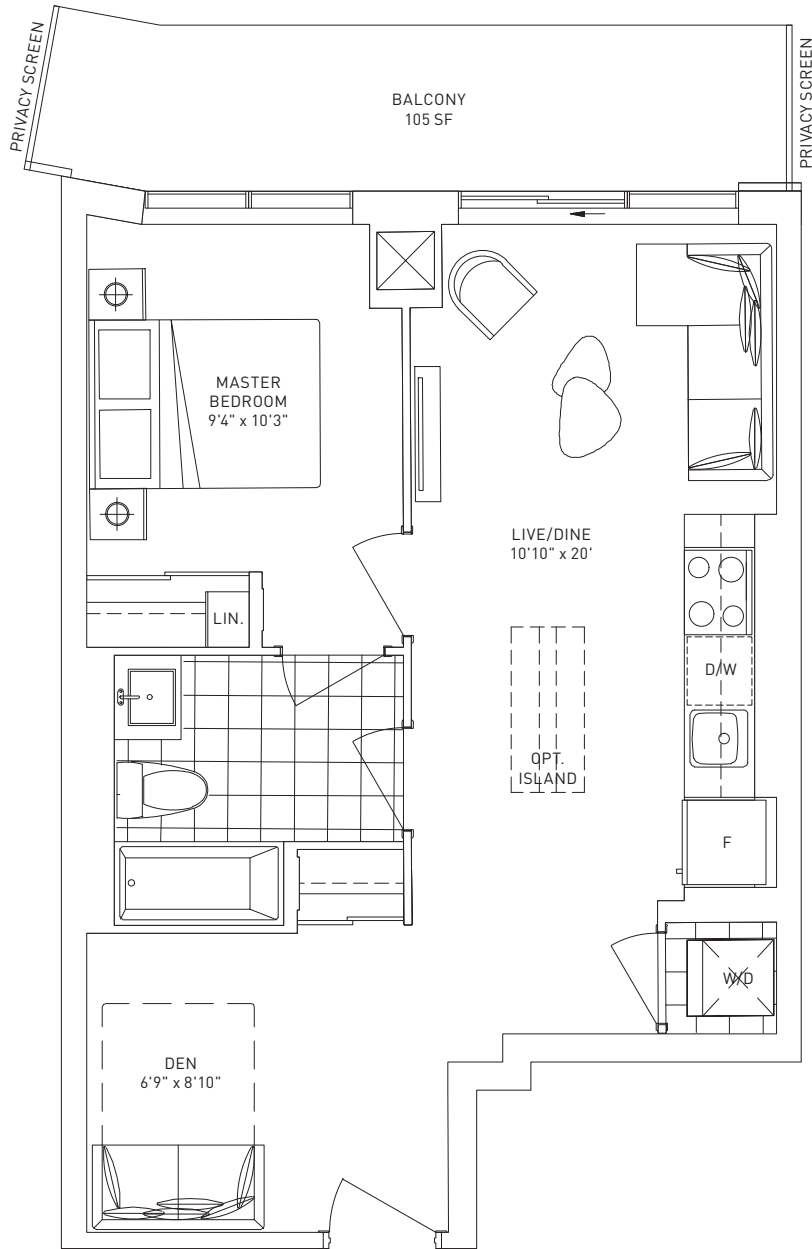 PRIVACY SCREEN
BALCONY
105 SF
PRIVACY SCREEN
MASTER
BEDROOM
9'4" x 10'3"
LIVE/DINE
10'10" x 20'
LIN.
D/W
OPT.
ISLAND
F
W/D
DEN
6'9" x 8'10"